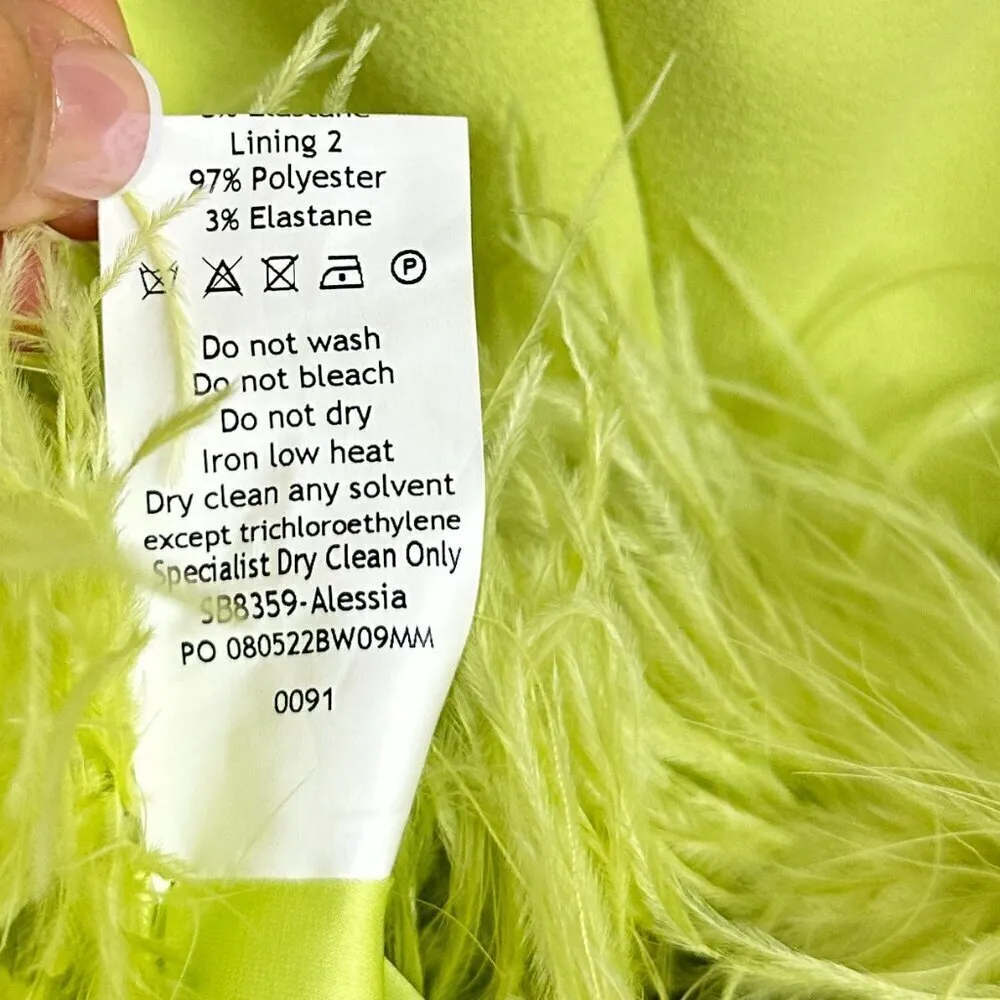 Lining 2
97% Polyester
3% Elastane
P
Do not wash
Do not bleach
Do not dry
Iron low heat
Dry clean any solvent
except trichloroethylene
Specialist Dry Clean Only
SB8359-Alessia
PO 080522BW09MM
0091